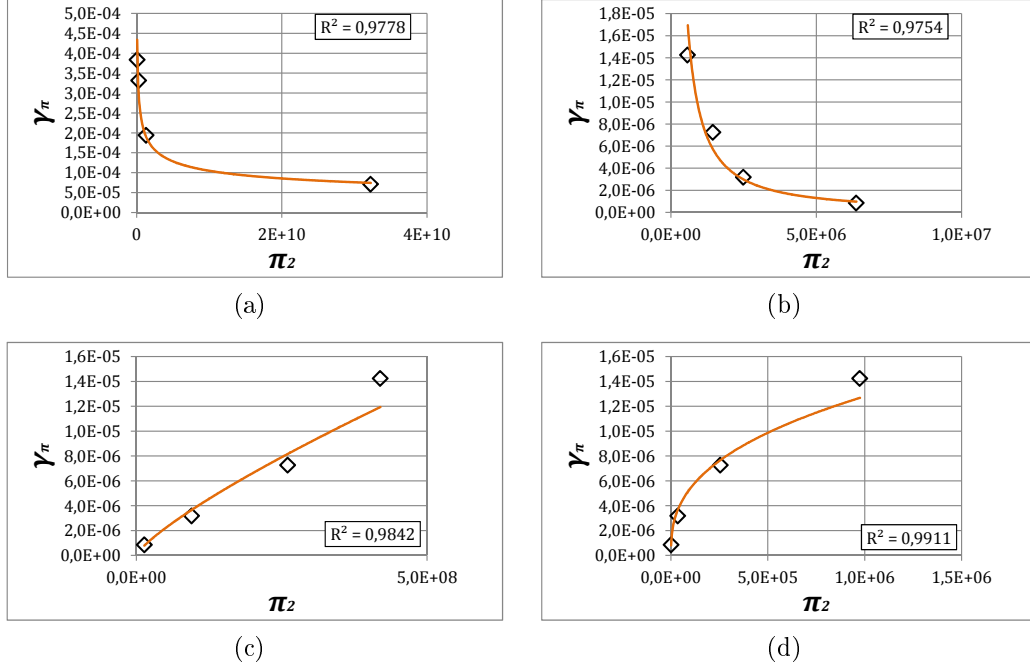 5,0E-04
4,5E-04
4,0E-04
3,5E-04
3,0E-04
2,5E-04
2,0E-04
1,5E-04
1,0E-04
5,0E-05
0,0E+00
γπ
R² = 0,9778
0 2E+10 4E+10
π2
(a)
1,8E-05
1,6E-05
1,4E-05
1,2E-05
1,0E-05
8,0E-06
6,0E-06
4,0E-06
2,0E-06
0,0E+00
γπ
R² = 0,9754
0,0E+00 5,0E+06 1,0E+07
π2
(b)
1,6E-05
1,4E-05
1,2E-05
1,0E-05
8,0E-06
6,0E-06
4,0E-06
2,0E-06
0,0E+00
γπ
R² = 0,9842
0,0E+00 5,0E+08
π2
(c)
1,6E-05
1,4E-05
1,2E-05
1,0E-05
8,0E-06
6,0E-06
4,0E-06
2,0E-06
0,0E+00
γπ
R² = 0,9911
0,0E+00 5,0E+05 1,0E+06 1,5E+06
π2
(d)